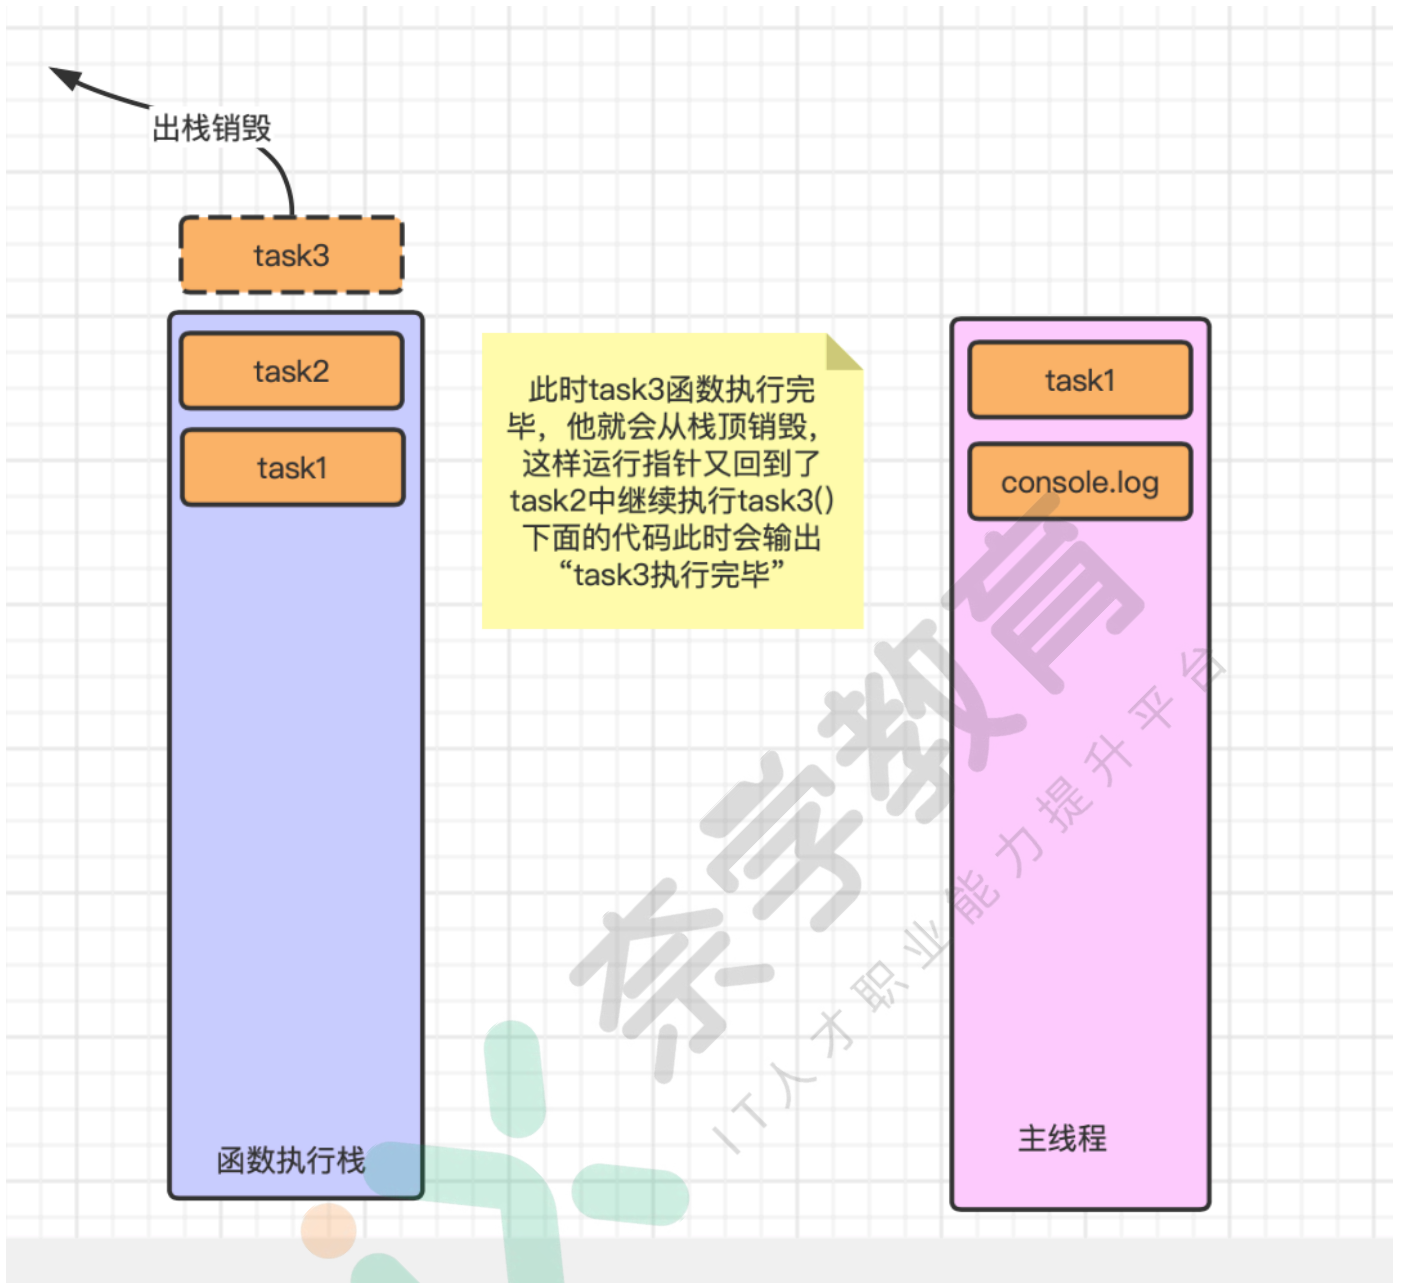 出栈销毁
task3
task2
task1
此时task3函数执行完
毕，他就会从栈顶销毁，
这样运行指针又回到了
task2中继续执行task3()
下面的代码此时会输出
“task3执行完毕”
task1
console.log
函数执行栈
主线程
奈学教育
IT人才职业能力提升平台